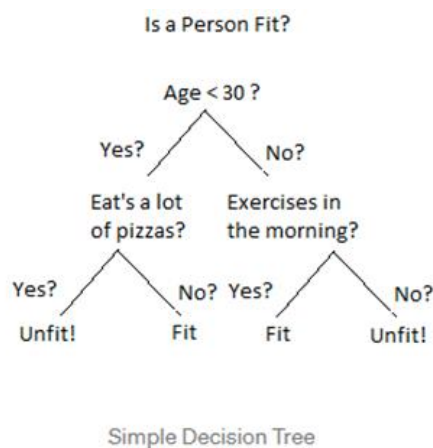 Is a Person Fit?
Age < 30 ?
Yes?
No?
Eat's a lot
of pizzas?
Exercises in
the morning?
Yes?
No?
Yes?
No?
Unfit!
Fit
Fit
Unfit!
Simple Decision Tree